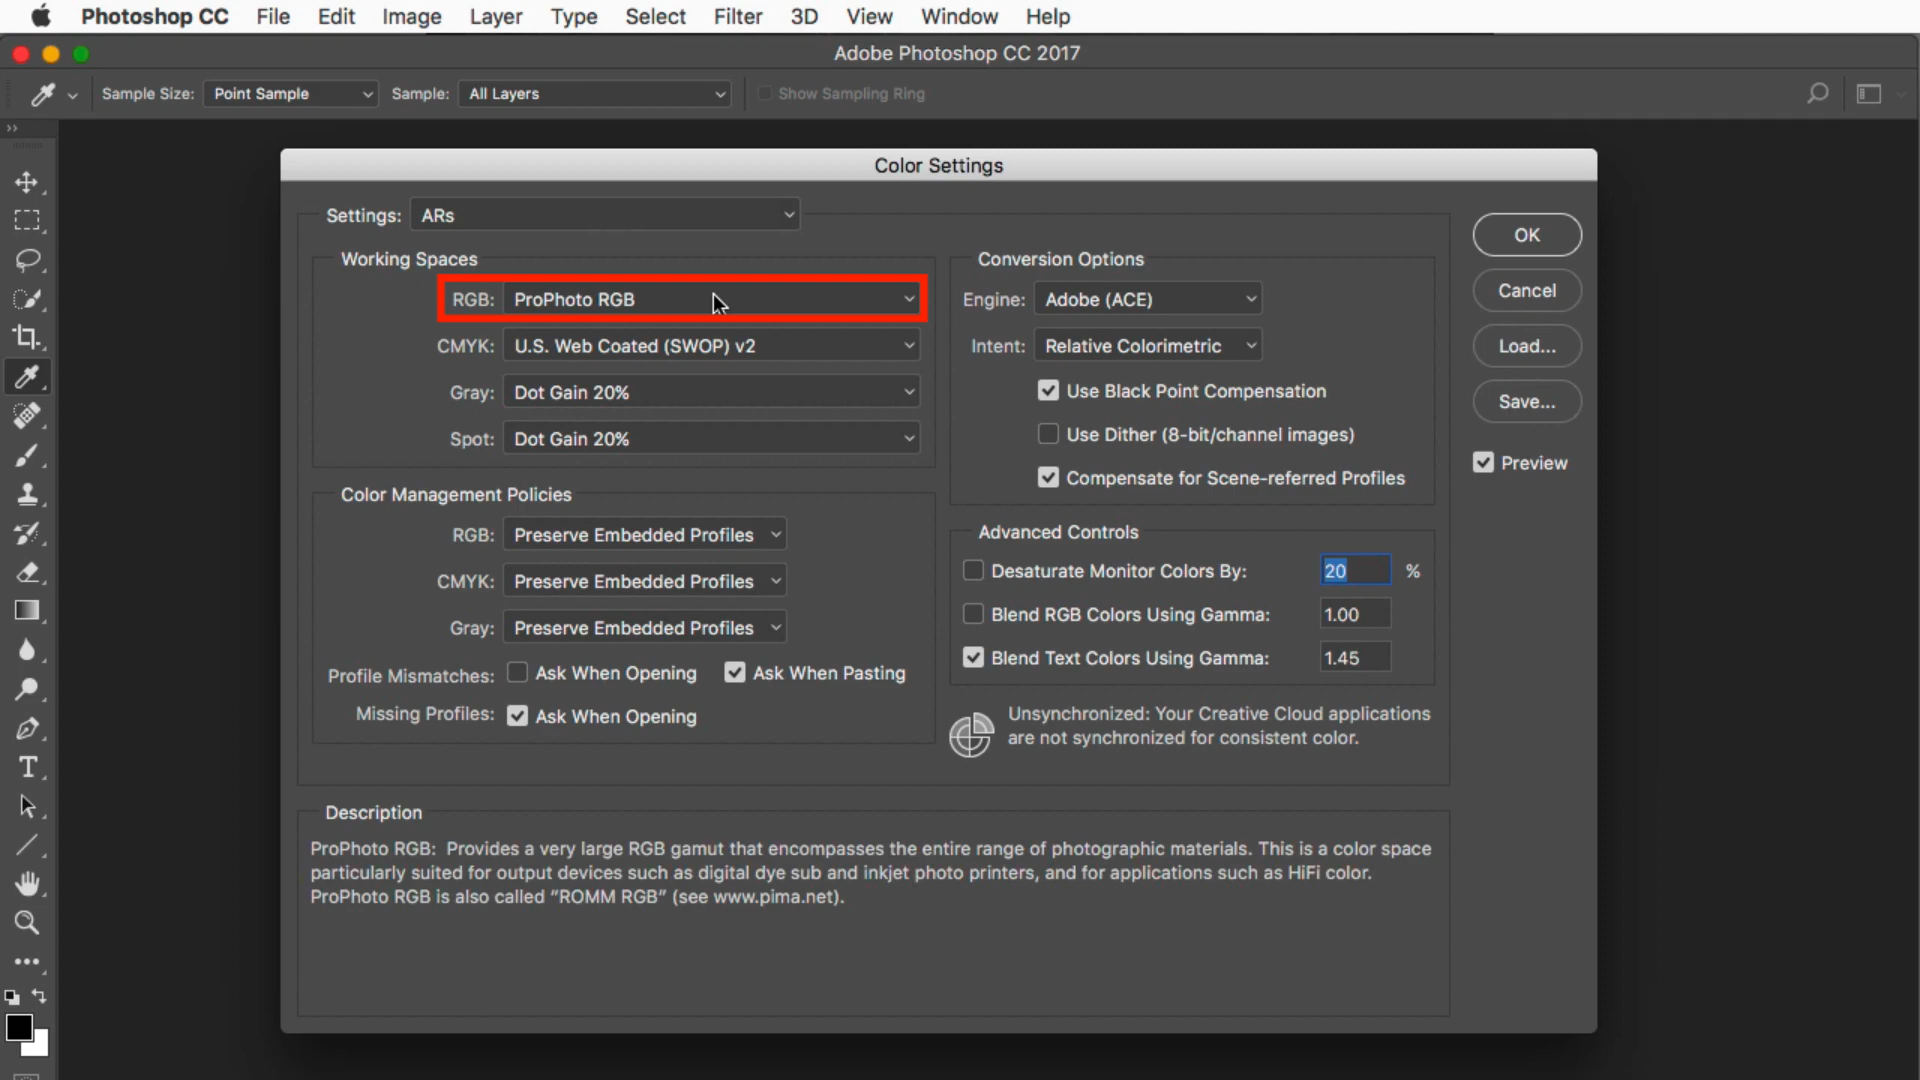 Photoshop CC File Edit Image Layer Type Select Filter 3D View Window Help
Adobe Photoshop CC 2017
Sample Size: Point Sample Sample: All Layers Show Sampling Ring
Color Settings
Settings: ARs
OK
Cancel
Load...
Save...
Preview
Working Spaces
RGB: ProPhoto RGB
CMYK: U.S. Web Coated (SWOP) v2
Gray: Dot Gain 20%
Spot: Dot Gain 20%
Color Management Policies
RGB: Preserve Embedded Profiles
CMYK: Preserve Embedded Profiles
Gray: Preserve Embedded Profiles
Profile Mismatches: Ask When Opening Ask When Pasting
Missing Profiles: Ask When Opening
Conversion Options
Engine: Adobe (ACE)
Intent: Relative Colorimetric
Use Black Point Compensation
Use Dither (8-bit/channel images)
Compensate for Scene-referred Profiles
Advanced Controls
Desaturate Monitor Colors By: 20 %
Blend RGB Colors Using Gamma: 1.00
Blend Text Colors Using Gamma: 1.45
Unsynchronized: Your Creative Cloud applications
are not synchronized for consistent color.
Description
ProPhoto RGB: Provides a very large RGB gamut that encompasses the entire range of photographic materials. This is a color space
particularly suited for output devices such as digital dye sub and inkjet photo printers, and for applications such as HiFi color.
ProPhoto RGB is also called “ROMM RGB” (see www.pima.net).